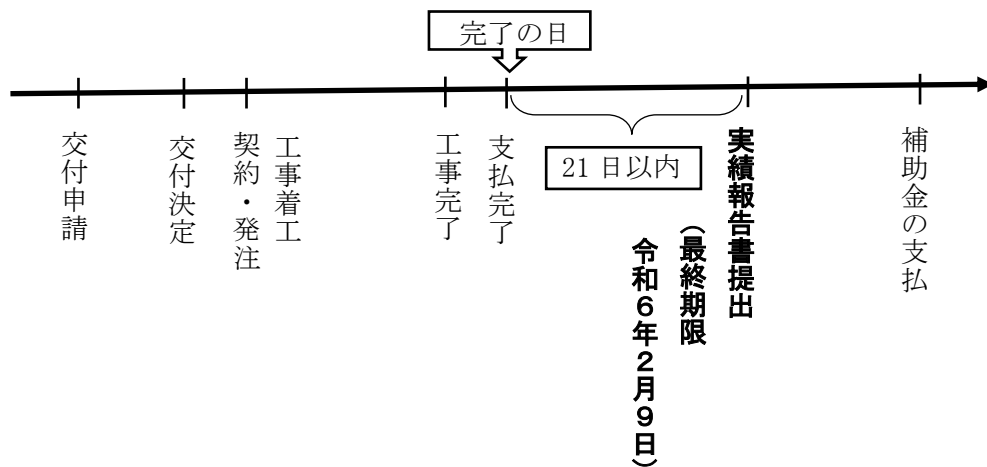 完了の日
交付申請
交付決定
契約・発注
工事着工
工事完了
支払完了
21日以内
実績報告書提出
（最終期限
令和６年２月９日）
補助金の支払